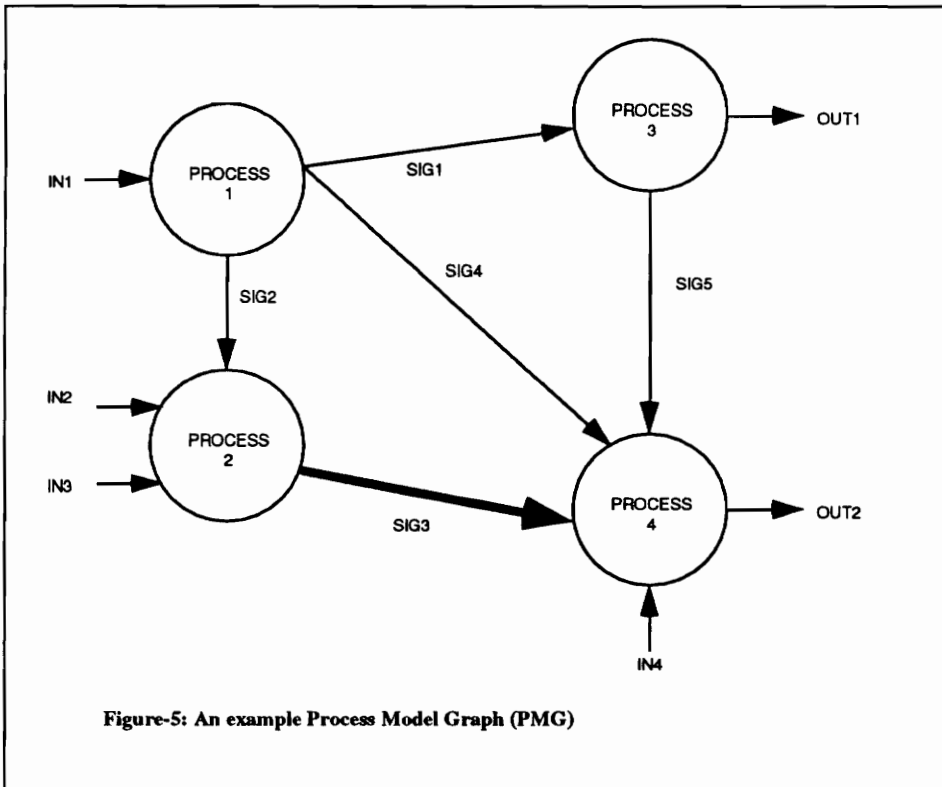 PROCESS
3
OUT1
PROCESS
1
IN1
SIG1
SIG4
SIG2
SIG5
IN2
PROCESS
2
IN3
SIG3
PROCESS
4
OUT2
IN4
Figure-5: An example Process Model Graph (PMG)